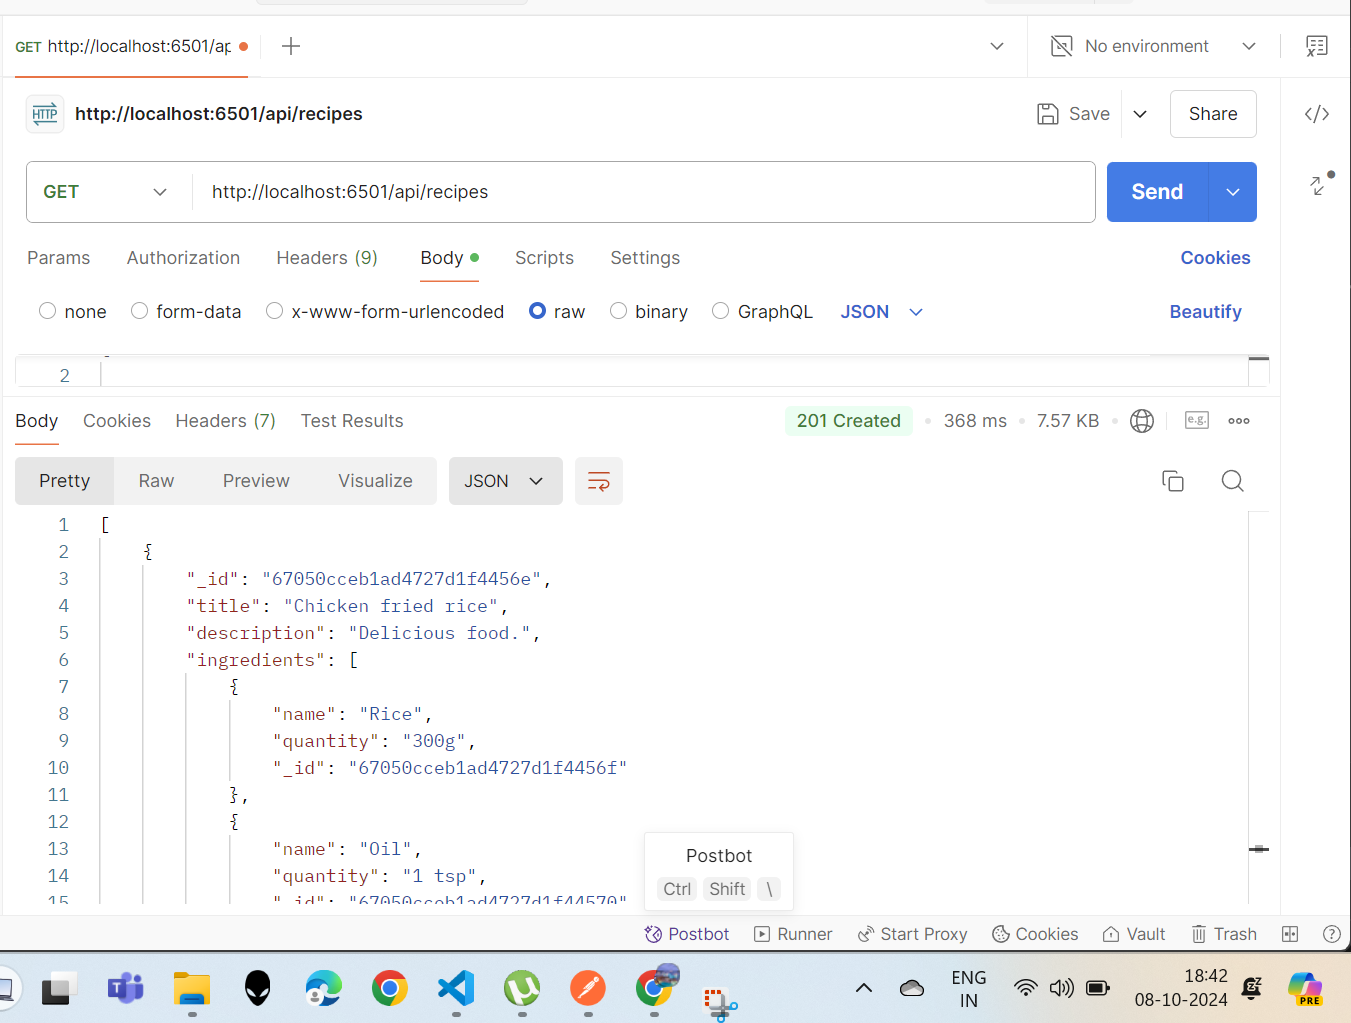 GET http://localhost:6501/ap
No environment
HTTP http://localhost:6501/api/recipes
Save
Share
GET http://localhost:6501/api/recipes
Send
Params Authorization Headers (9) Body Scripts Settings Cookies
none form-data x-www-form-urlencoded raw binary GraphQL JSON Beautify
2
Body Cookies Headers (7) Test Results 201 Created 368 ms 7.57 KB e.g.
Pretty Raw Preview Visualize JSON
1 [
2 {
3 "_id": "67050cceb1ad4727d1f4456e",
4 "title": "Chicken fried rice",
5 "description": "Delicious food.",
6 "ingredients": [
7 {
8 "name": "Rice",
9 "quantity": "300g",
10 "_id": "67050cceb1ad4727d1f4456f"
11 },
12 {
13 "name": "Oil",
14 "quantity": "1 tsp",
15 "_id": "67050cceb1ad4727d1f44570"
Postbot
Ctrl Shift \
Postbot Runner Start Proxy Cookies Vault Trash
ENG
IN
18:42
08-10-2024
PRE